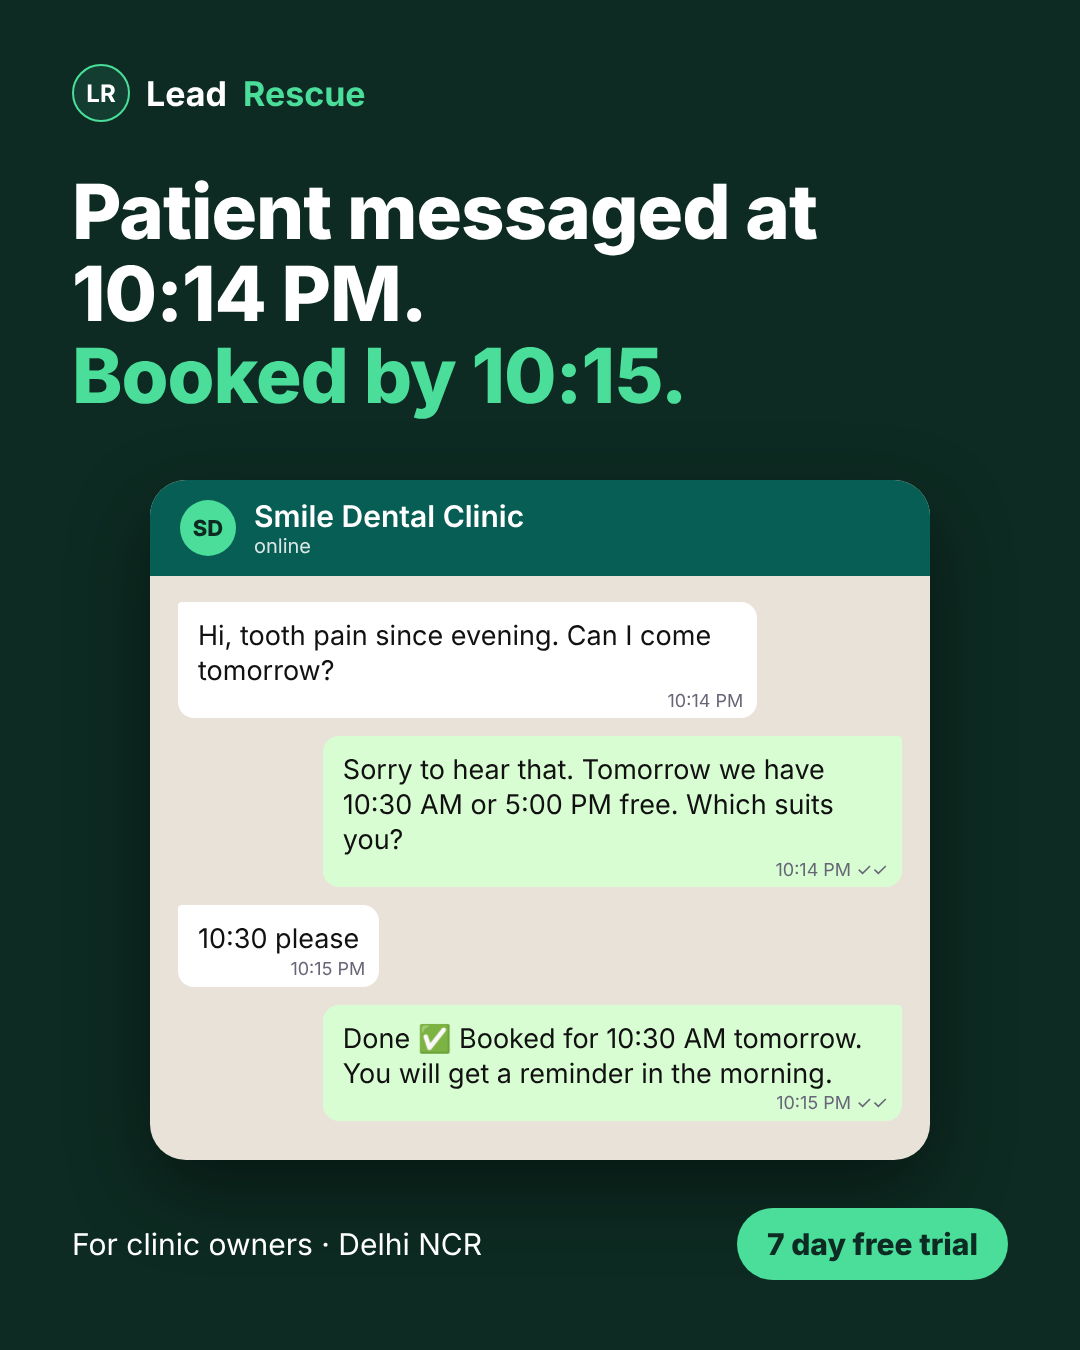 LR Lead Rescue
Patient messaged at
10:14 PM.
Booked by 10:15.
SD
Smile Dental Clinic
online
Hi, tooth pain since evening. Can I come
tomorrow?
10:14 PM
Sorry to hear that. Tomorrow we have
10:30 AM or 5:00 PM free. Which suits
you?
10:14 PM ✓✓
10:30 please
10:15 PM
Done ✅ Booked for 10:30 AM tomorrow.
You will get a reminder in the morning.
10:15 PM ✓✓
For clinic owners · Delhi NCR
7 day free trial